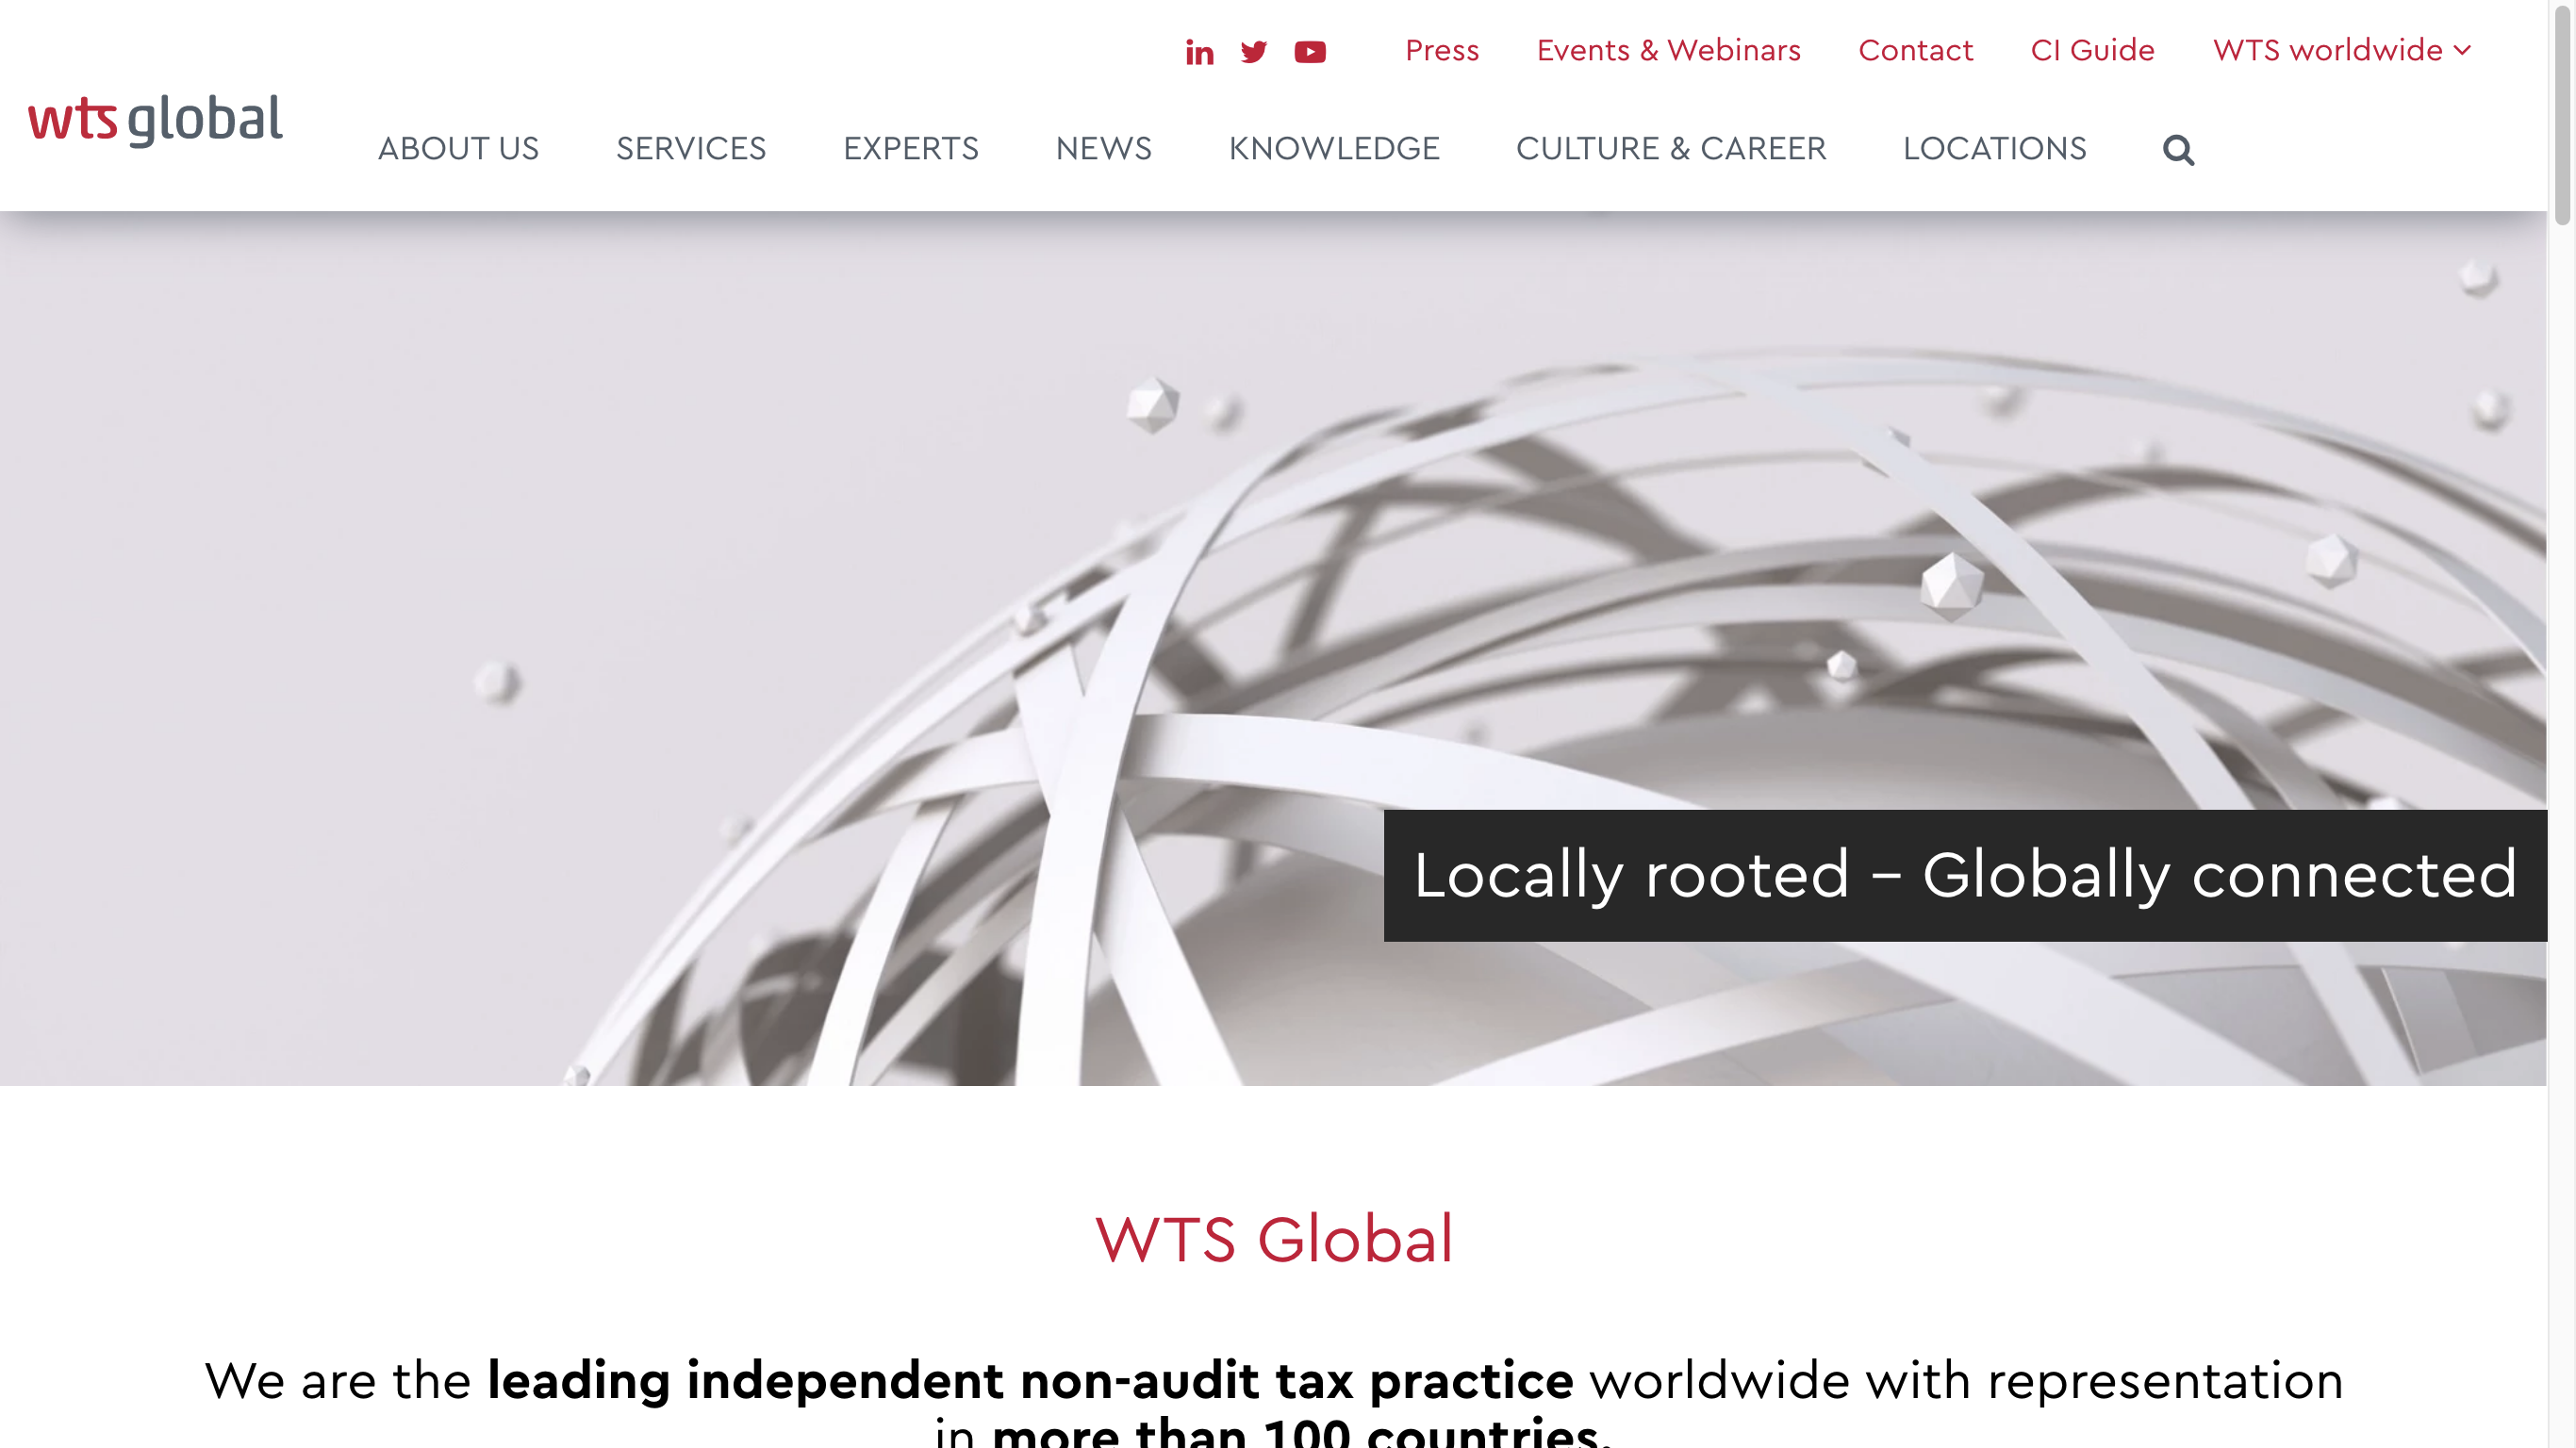 Press Events & Webinars Contact CI Guide WTS worldwide
wts global
ABOUT US SERVICES EXPERTS NEWS KNOWLEDGE CULTURE & CAREER LOCATIONS
Locally rooted – Globally connected
WTS Global
We are the leading independent non-audit tax practice worldwide with representation
in more than 100 countries.